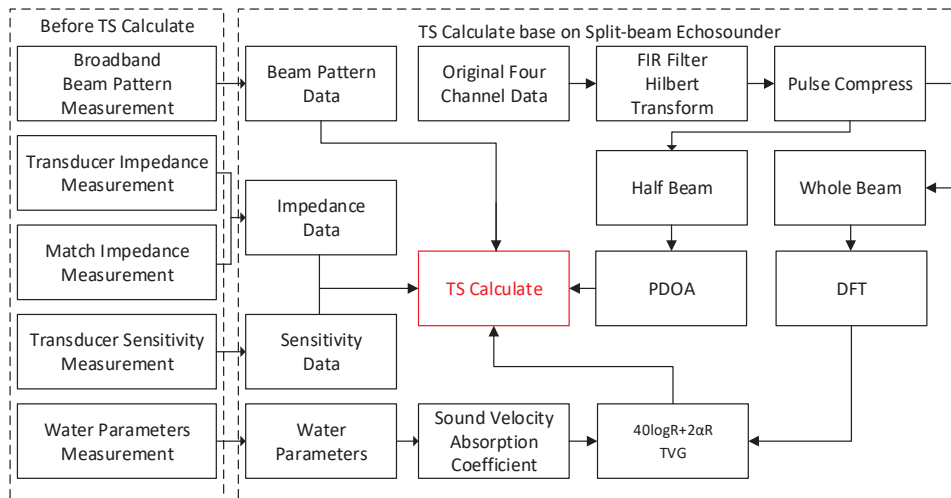 Before TS Calculate
Broadband
Beam Pattern
Measurement
Transducer Impedance
Measurement
Match Impedance
Measurement
Transducer Sensitivity
Measurement
Water Parameters
Measurement
TS Calculate base on Split-beam Echosounder
Beam Pattern
Data
Original Four
Channel Data
FIR Filter
Hilbert
Transform
Pulse Compress
Impedance
Data
Half Beam
Whole Beam
TS Calculate
PDOA
DFT
Sensitivity
Data
Water
Parameters
Sound Velocity
Absorption
Coefficient
40logR+2αR
TVG